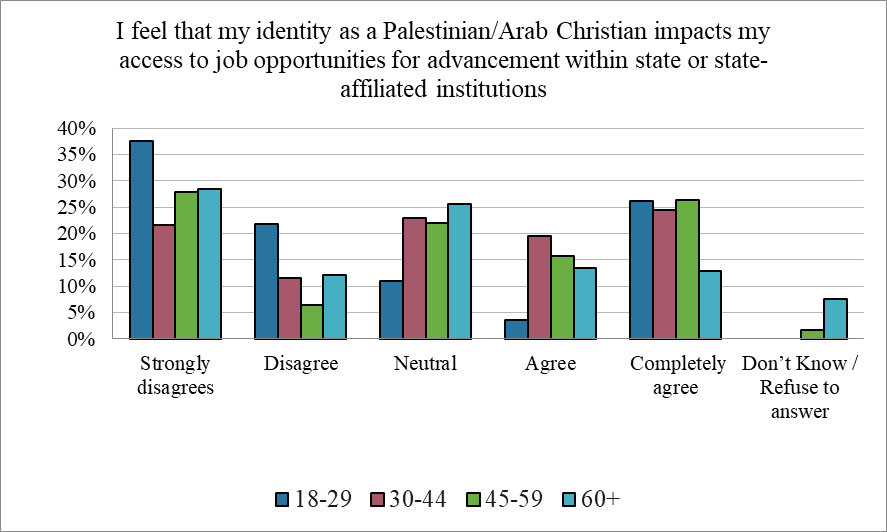 I feel that my identity as a Palestinian/Arab Christian impacts my
access to job opportunities for advancement within state or state-
affiliated institutions
40%
35%
30%
25%
20%
15%
10%
5%
0%
Strongly
disagrees
Disagree
Neutral
Agree
Completely
agree
Don’t Know /
Refuse to
answer
18-29 30-44 45-59 60+